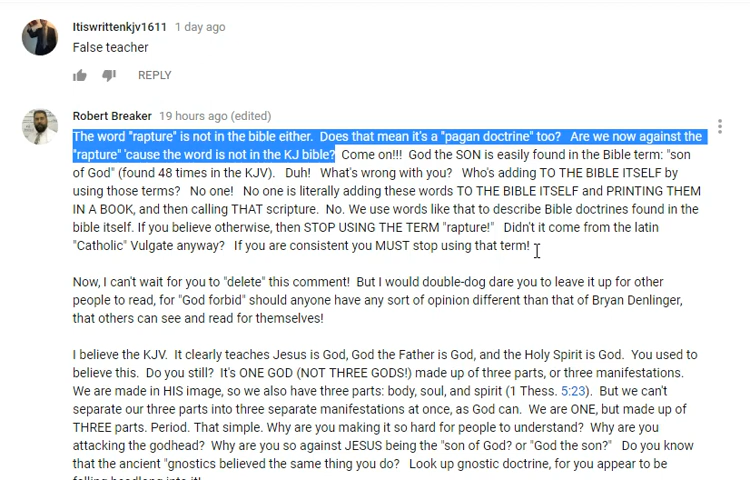 Itiswrittenkjv1611 1 day ago
False teacher
REPLY
Robert Breaker 19 hours ago (edited)
The word "rapture" is not in the bible either. Does that mean it's a "pagan doctrine" too? Are we now against the
"rapture" 'cause the word is not in the KJ bible? Come on!!! God the SON is easily found in the Bible term: "son
of God" (found 48 times in the KJV). Duh! What's wrong with you? Who's adding TO THE BIBLE ITSELF by
using those terms? No one! No one is literally adding these words TO THE BIBLE ITSELF and PRINTING THEM
IN A BOOK, and then calling THAT scripture. No. We use words like that to describe Bible doctrines found in the
bible itself. If you believe otherwise, then STOP USING THE TERM "rapture!" Didn't it come from the latin
"Catholic" Vulgate anyway? If you are consistent you MUST stop using that term!
Now, I can't wait for you to "delete" this comment! But I would double-dog dare you to leave it up for other
people to read, for "God forbid" should anyone have any sort of opinion different than that of Bryan Denlinger,
that others can see and read for themselves!
I believe the KJV. It clearly teaches Jesus is God, God the Father is God, and the Holy Spirit is God. You used to
believe this. Do you still? It's ONE GOD (NOT THREE GODS!) made up of three parts, or three manifestations.
We are made in HIS image, so we also have three parts: body, soul, and spirit (1 Thess. 5:23). But we can't
separate our three parts into three separate manifestations at once, as God can. We are ONE, but made up of
THREE parts. Period. That simple. Why are you making it so hard for people to understand? Why are you
attacking the godhead? Why are you so against JESUS being the "son of God? or "God the son?" Do you know
that the ancient "gnostics believed the same thing you do? Look up gnostic doctrine, for you appear to be
falling headlong into it!